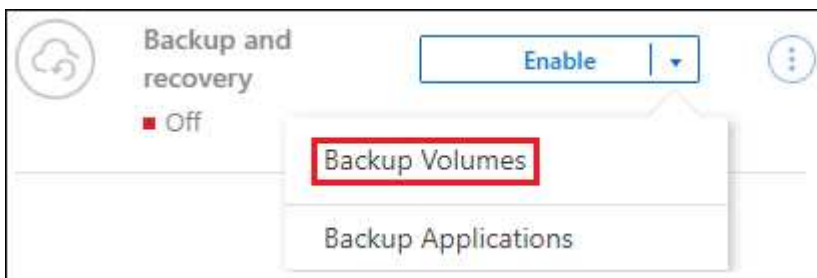 Backup and
recovery
Enable
Off
Backup Volumes
Backup Applications